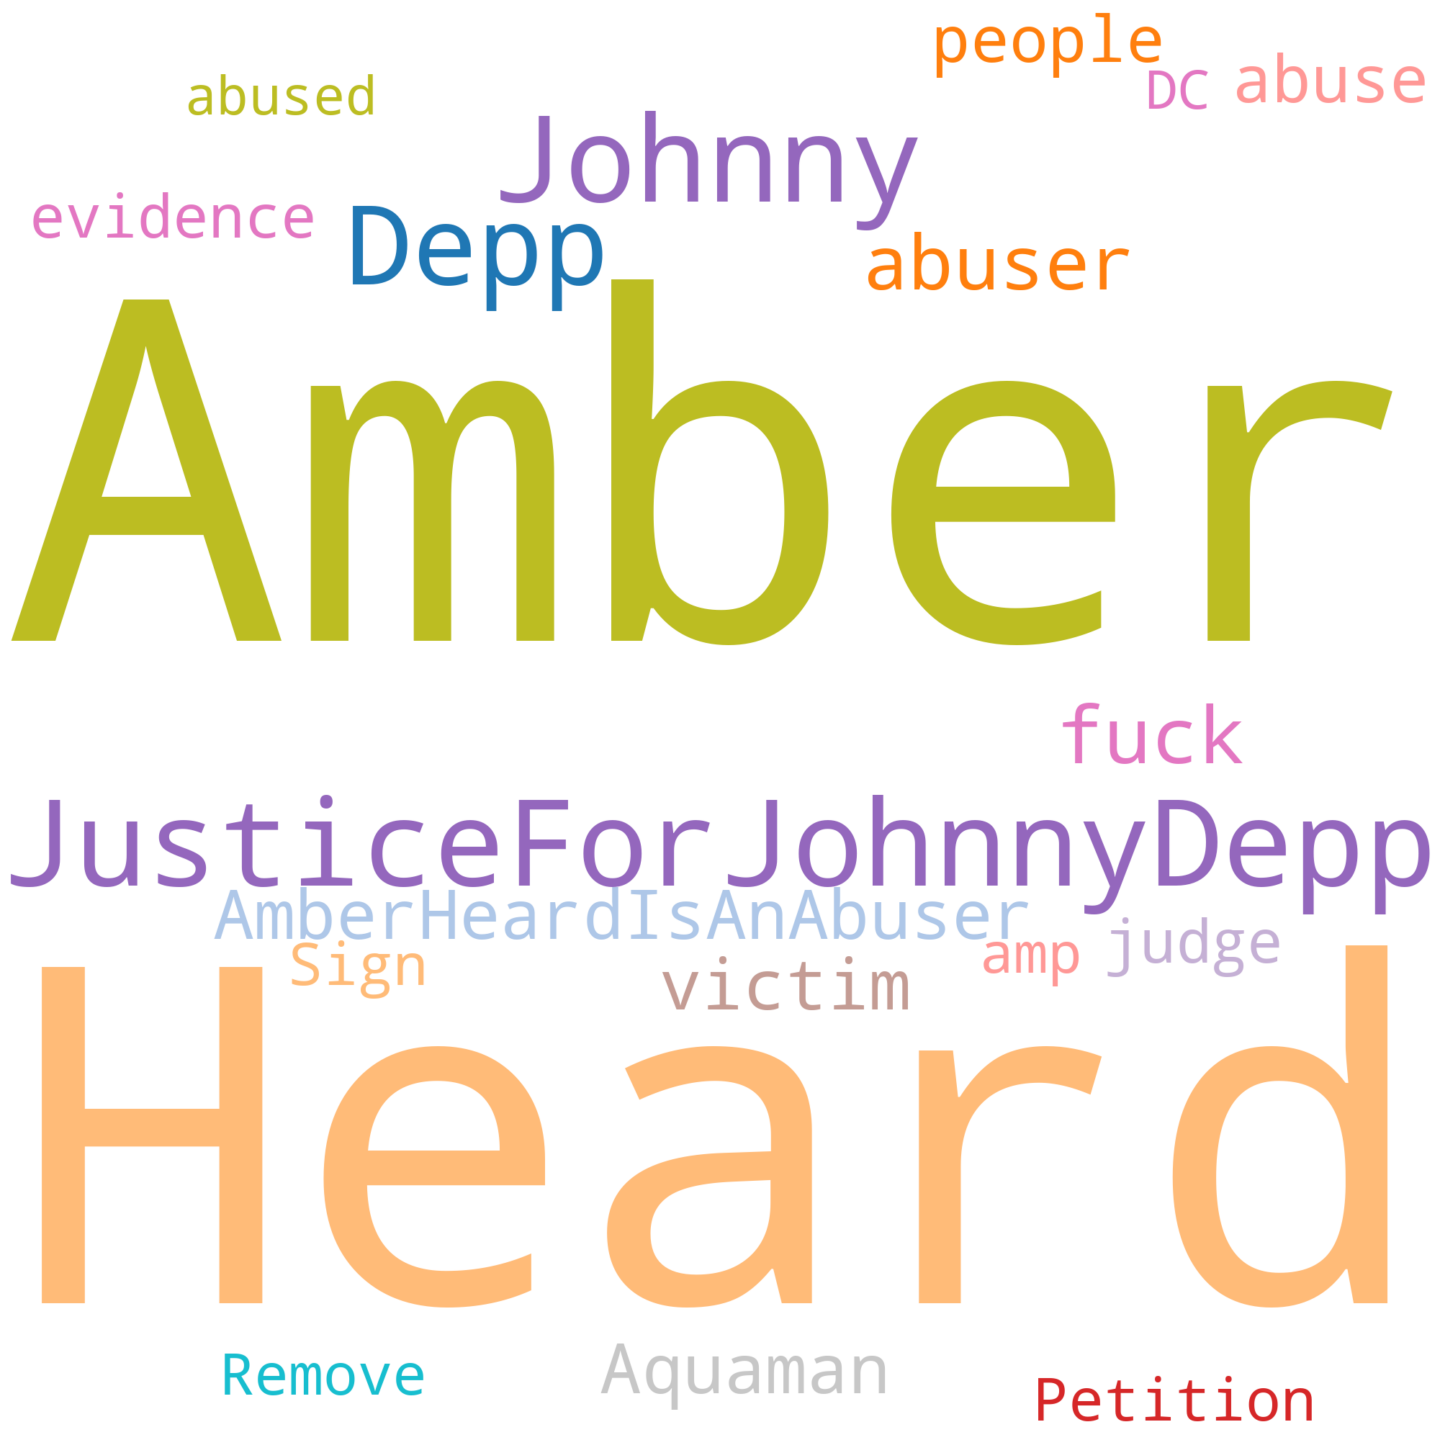 people
DC
abuse
abused
Johnny
evidence
Depp
abuser
Amber
fuck
JusticeForJohnnyDepp
AmberHeardIsAnAbuser
Sign
victim
amp
judge
Heard
Remove
Aquaman
Petition